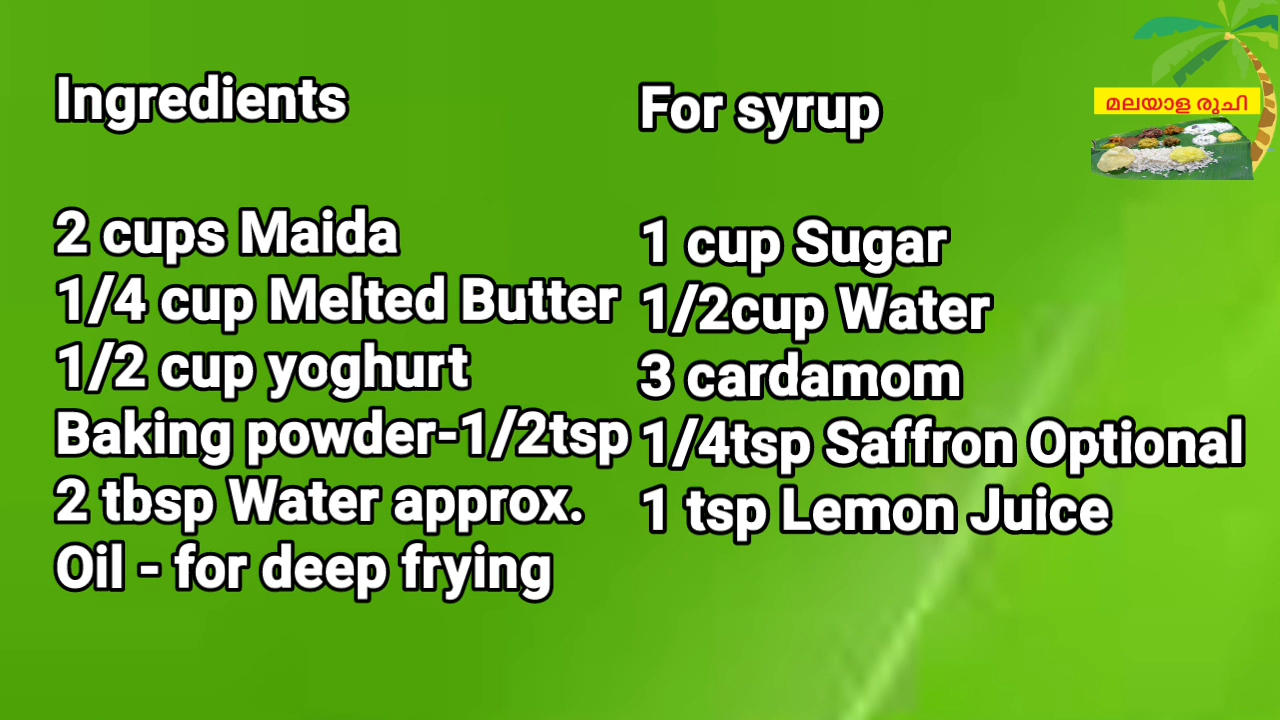 Ingredients
2 cups Maida
1/4 cup Melted Butter
1/2 cup yoghurt
Baking powder-1/2tsp
2 tbsp Water approx.
Oil - for deep frying
For syrup
1 cup Sugar
1/2cup Water
3 cardamom
1/4tsp Saffron Optional
1 tsp Lemon Juice
മലയാള രുചി